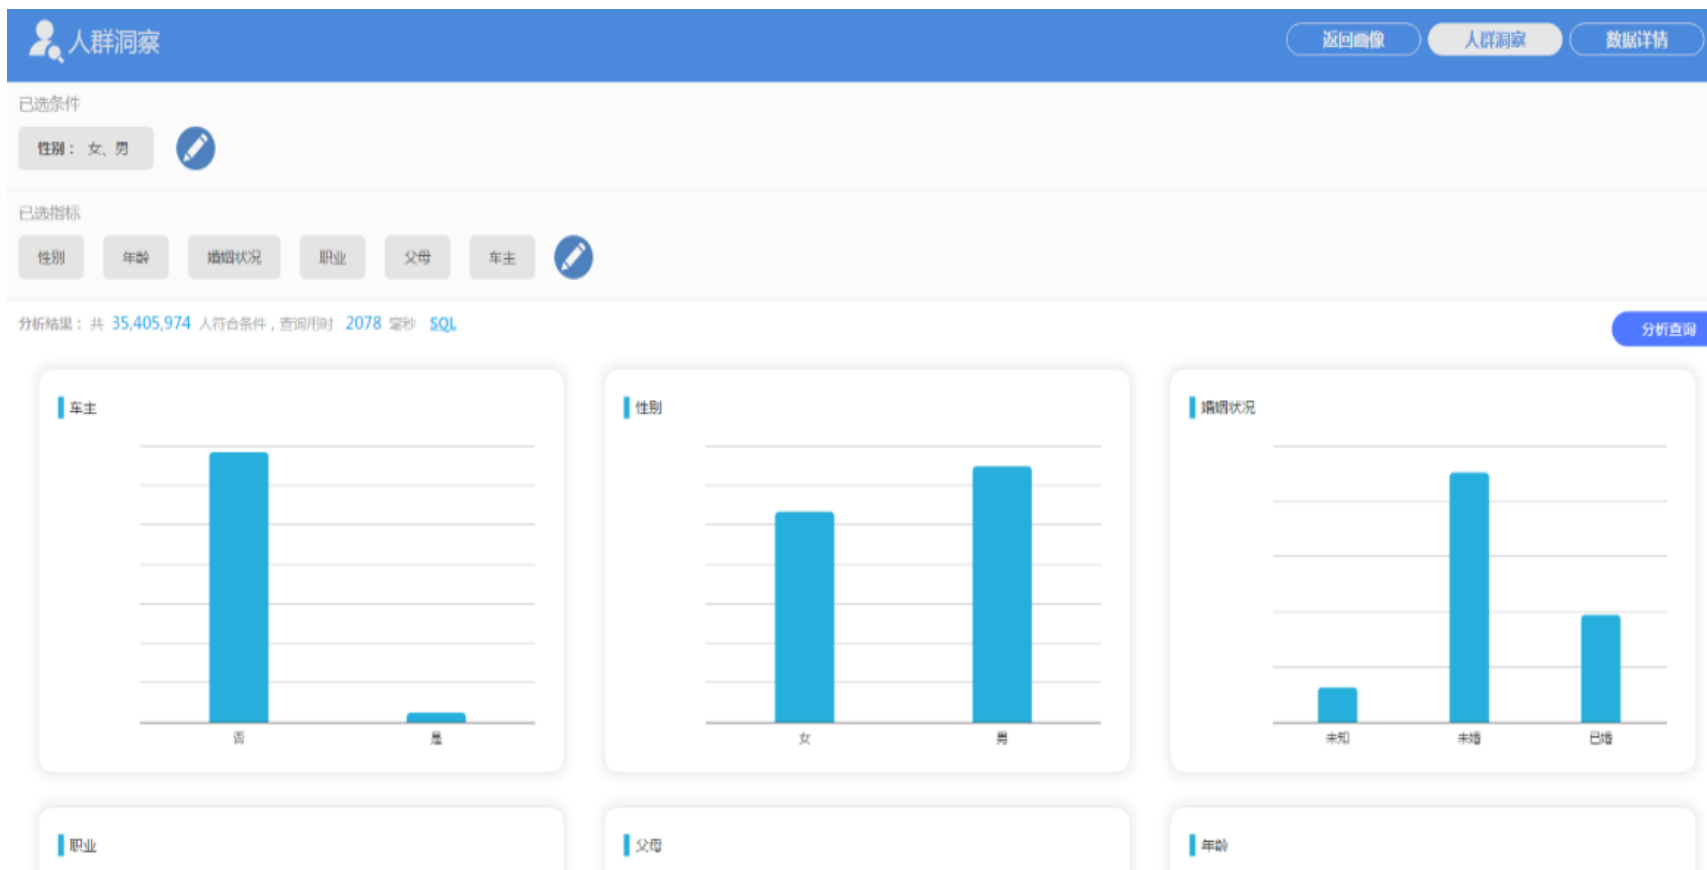 人群洞察
返回画像 人群洞察 数据详情
已选条件
性别： 女、男
已选指标
性别 年龄 婚姻状况 职业 父母 车主
分析结果： 共 35,405,974 人符合条件，查询用时 2078 毫秒 SQL
分析查询
车主
否 是
性别
女 男
婚姻状况
未知 未婚 已婚
职业
父母
年龄